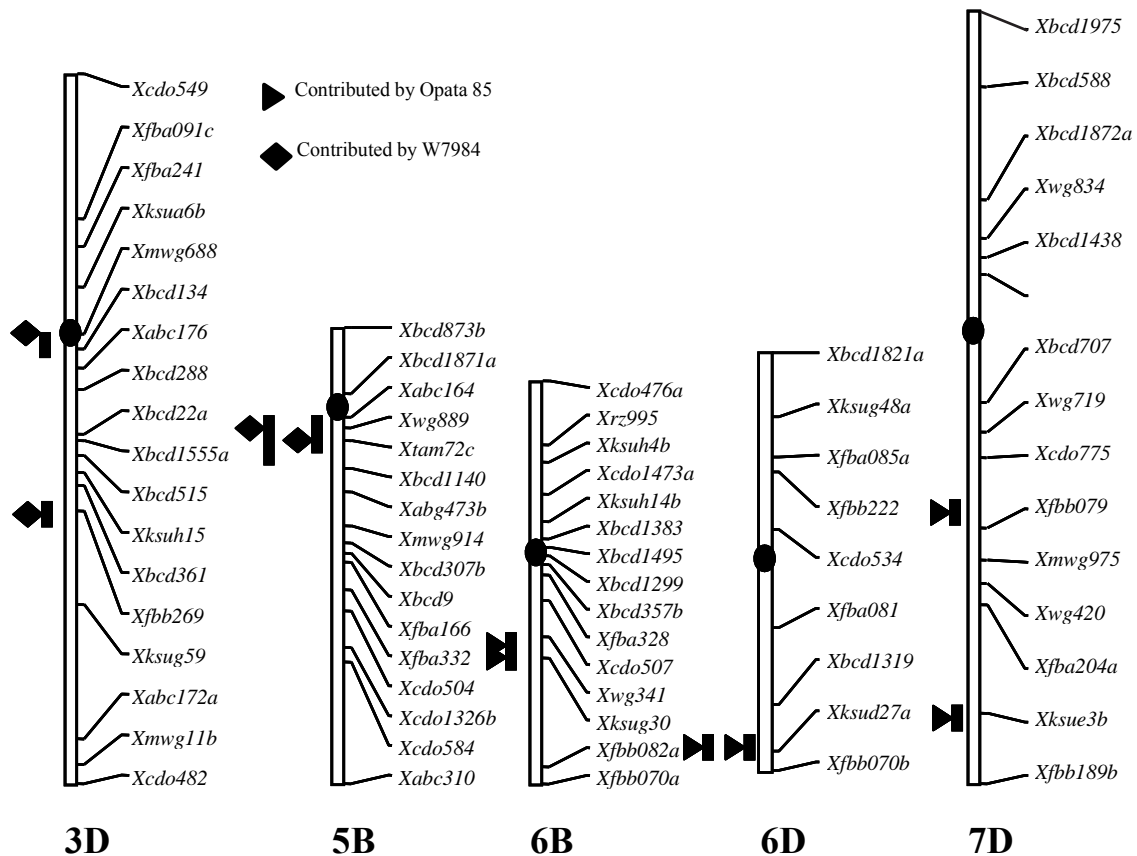 Xcdo549
Xfba091c
Xfba241
Xksua6b
Xmwg688
Xbcd134
Xabc176
Xbcd288
Xbcd22a
Xbcd1555a
Xbcd515
Xksuh15
Xbcd361
Xfbb269
Xksug59
Xabc172a
Xmwg11b
Xcdo482
3D
Contributed by Opata 85
Contributed by W7984
Xbcd873b
Xbcd1871a
Xabc164
Xwg889
Xtam72c
Xbcd1140
Xabg473b
Xmwg914
Xbcd307b
Xbcd9
Xfba166
Xfba332
Xcdo504
Xcdo1326b
Xcdo584
Xabc310
5B
Xcdo476a
Xrz995
Xksuh4b
Xcdo1473a
Xksuh14b
Xbcd1383
Xbcd1495
Xbcd1299
Xbcd357b
Xfba328
Xcdo507
Xwg341
Xksug30
Xfbb082a
Xfbb070a
6B
Xbcd1821a
Xksug48a
Xfba085a
Xfbb222
Xcdo534
Xfba081
Xbcd1319
Xksud27a
Xfbb070b
6D
Xbcd1975
Xbcd588
Xbcd1872a
Xwg834
Xbcd1438
Xbcd707
Xwg719
Xcdo775
Xfbb079
Xmwg975
Xwg420
Xfba204a
Xksue3b
Xfbb189b
7D